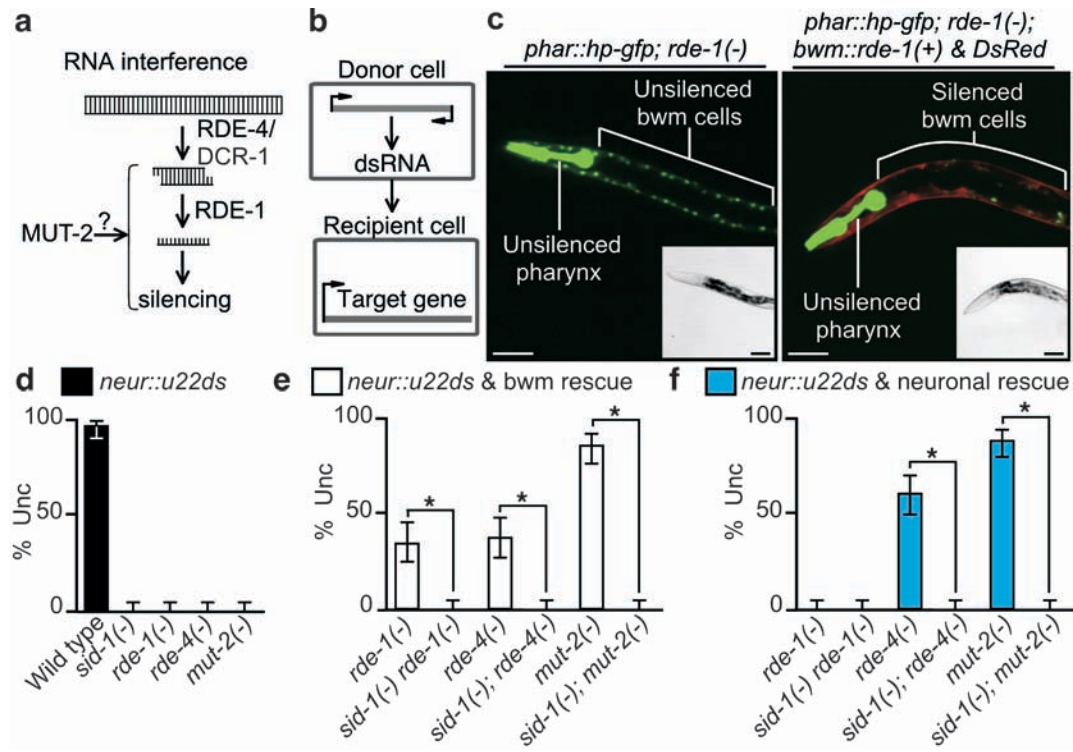 a
RNA interference
RDE-4/
DCR-1
RDE-1
MUT-2
?
silencing
b
Donor cell
dsRNA
Recipient cell
Target gene
c
phar::hp-gfp; rde-1(-)
Unsilenced
bwm cells
Unsilenced
pharynx
phar::hp-gfp; rde-1(-);
bwm::rde-1(+) & DsRed
Silenced
bwm cells
Unsilenced
pharynx
d
neur::u22ds
% Unc
100
50
0
Wild type
sid-1(-)
rde-1(-)
rde-4(-)
mut-2(-)
e
neur::u22ds & bwm rescue
% Unc
100
50
0
*
*
*
rde-1(-)
sid-1(-) rde-1(-)
rde-4(-)
sid-1(-); rde-4(-)
mut-2(-)
sid-1(-); mut-2(-)
f
neur::u22ds & neuronal rescue
% Unc
100
50
0
*
*
rde-1(-)
sid-1(-) rde-1(-)
rde-4(-)
sid-1(-); rde-4(-)
mut-2(-)
sid-1(-); mut-2(-)